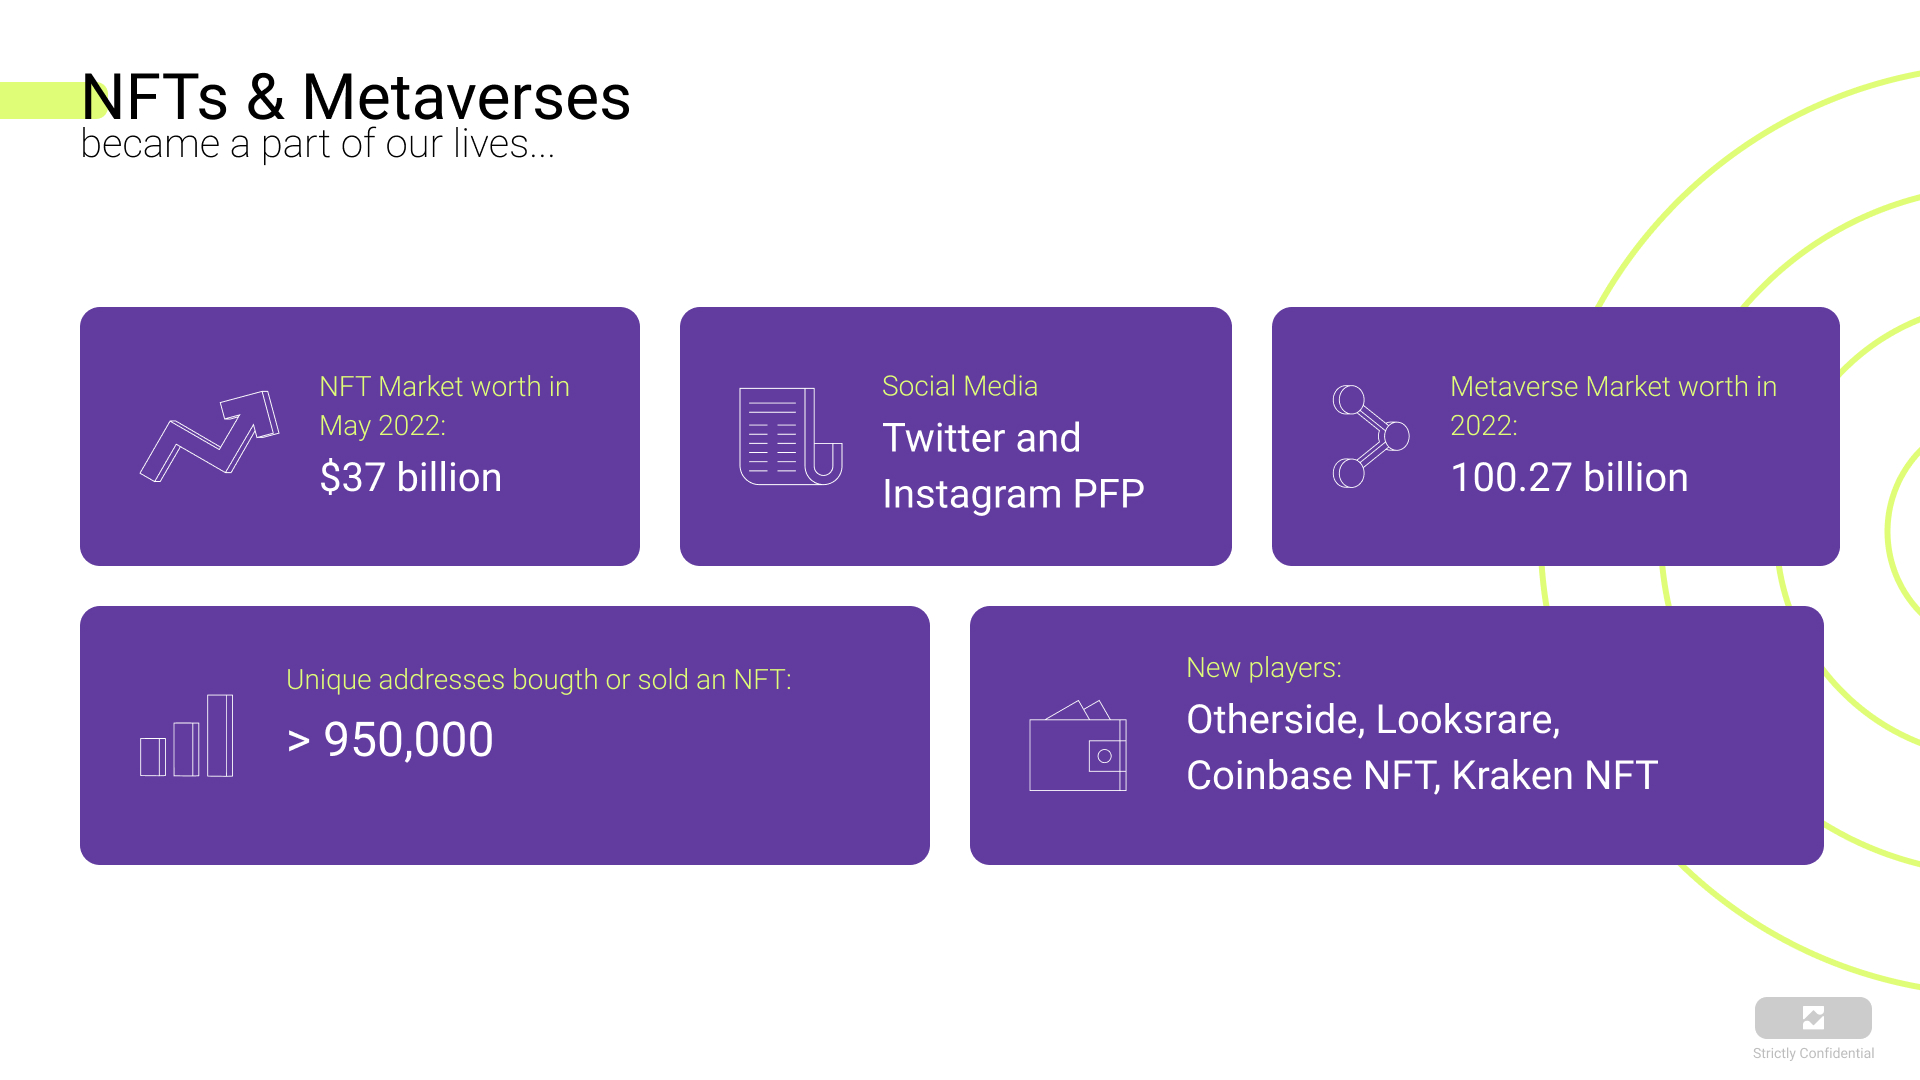 NFTs & Metaverses
became a part of our lives...
NFT Market worth in
May 2022:
$37 billion
Social Media
Twitter and
Instagram PFP
Metaverse Market worth in
2022:
100.27 billion
Unique addresses bougth or sold an NFT:
> 950,000
New players:
Otherside, Looksrare,
Coinbase NFT, Kraken NFT
Strictly Confidential